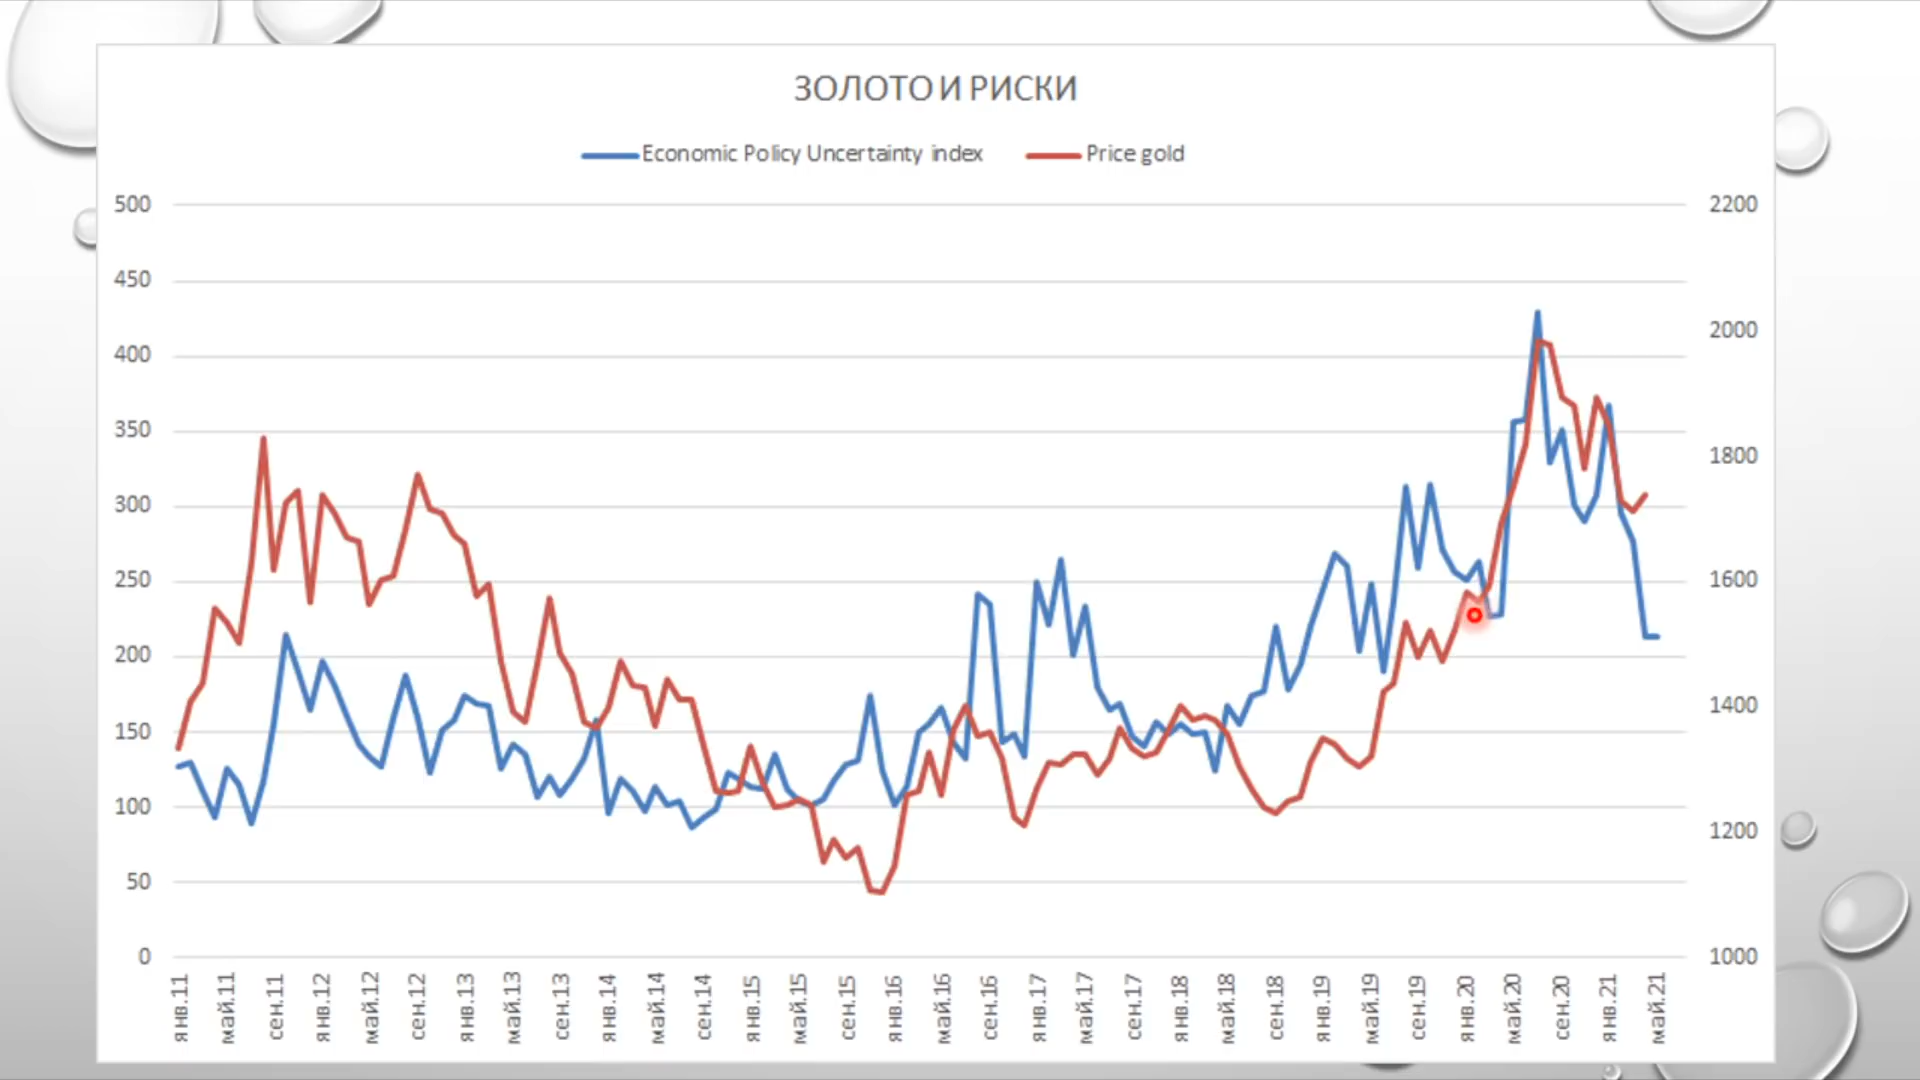 ЗОЛОТО И РИСКИ
Economic Policy Uncertainty index
Price gold
500
450
400
350
300
250
200
150
100
50
0
2200
2000
1800
1600
1400
1200
1000
янв.11
май.11
сен.11
янв.12
май.12
сен.12
янв.13
май.13
сен.13
янв.14
май.14
сен.14
янв.15
май.15
сен.15
янв.16
май.16
сен.16
янв.17
май.17
сен.17
янв.18
май.18
сен.18
янв.19
май.19
сен.19
янв.20
май.20
сен.20
янв.21
май.21